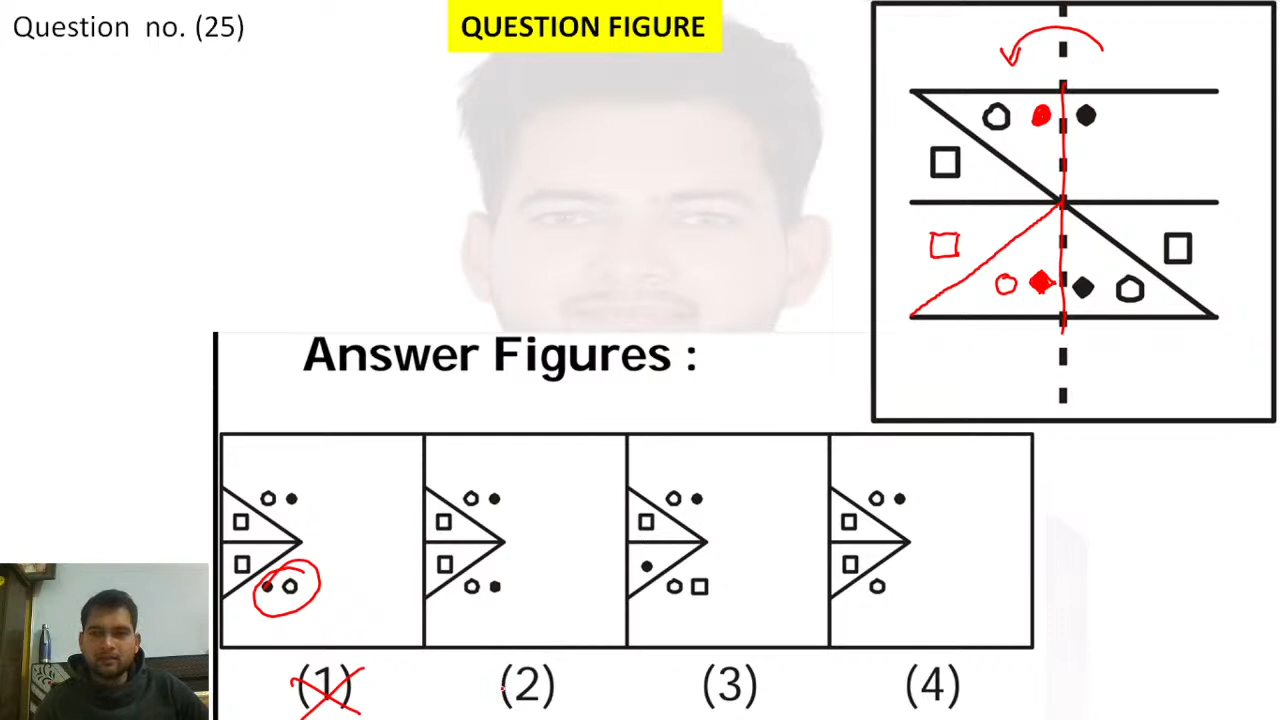 Question no. (25)
QUESTION FIGURE
Answer Figures :
(1)
(2)
(3)
(4)